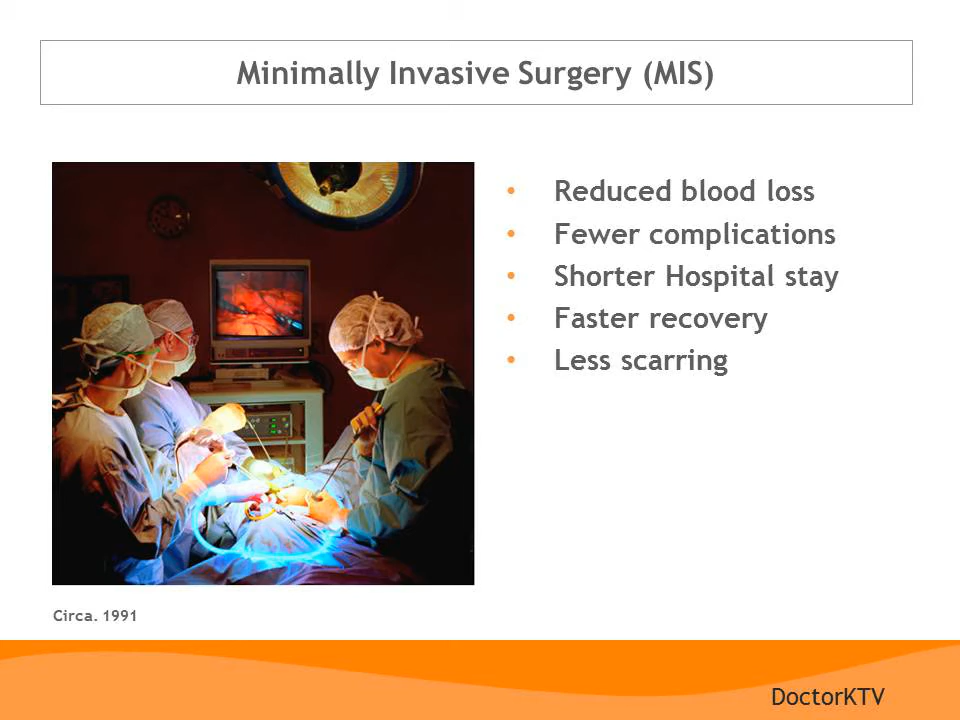 Minimally Invasive Surgery (MIS)
• Reduced blood loss
• Fewer complications
• Shorter Hospital stay
• Faster recovery
• Less scarring
Circa. 1991
DoctorKTV